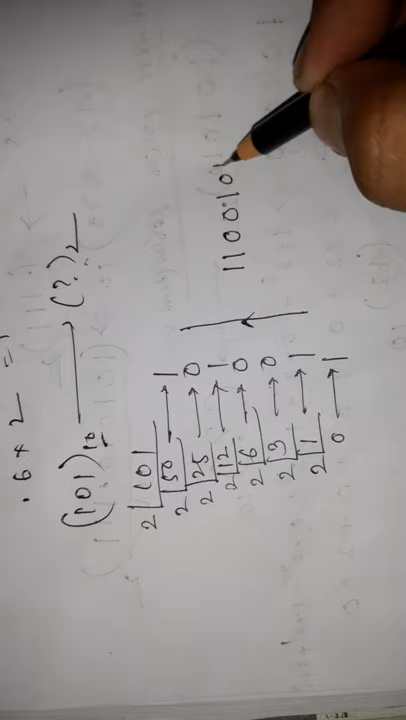 .6 * 2 = 1
(101)10 → (?)2
2 | 101
2 | 50 → 1
2 | 25 → 0
2 | 12 → 1
2 | 6 → 0
2 | 3 → 0
2 | 1 → 1
0 → 1
1100101